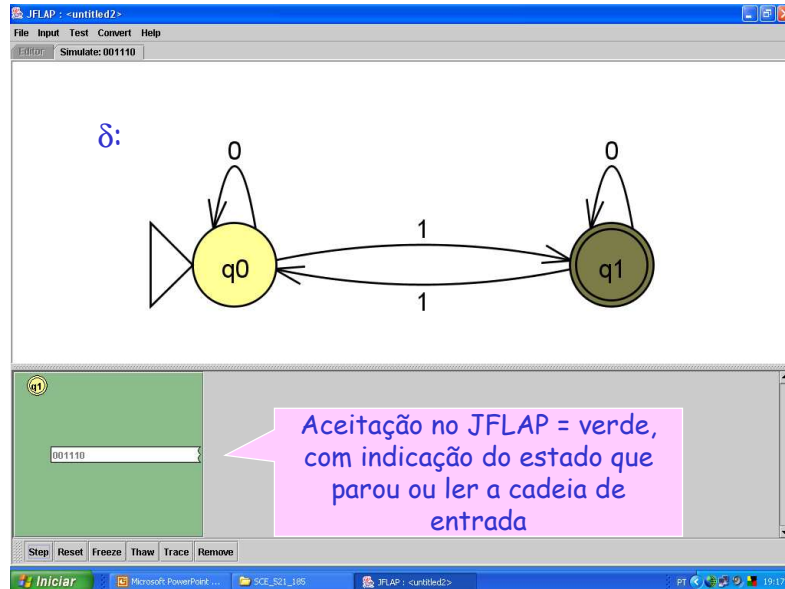 JFLAP : <untitled2>
File Input Test Convert Help
Editor Simulate: 001110
δ:
0
0
1
q0
q1
1
q1
001110
Aceitação no JFLAP = verde,
com indicação do estado que
parou ou ler a cadeia de
entrada
Step Reset Freeze Thaw Trace Remove
Iniciar Microsoft PowerPoint ... SCE_S21_185 JFLAP : <untitled2> PT 19:17